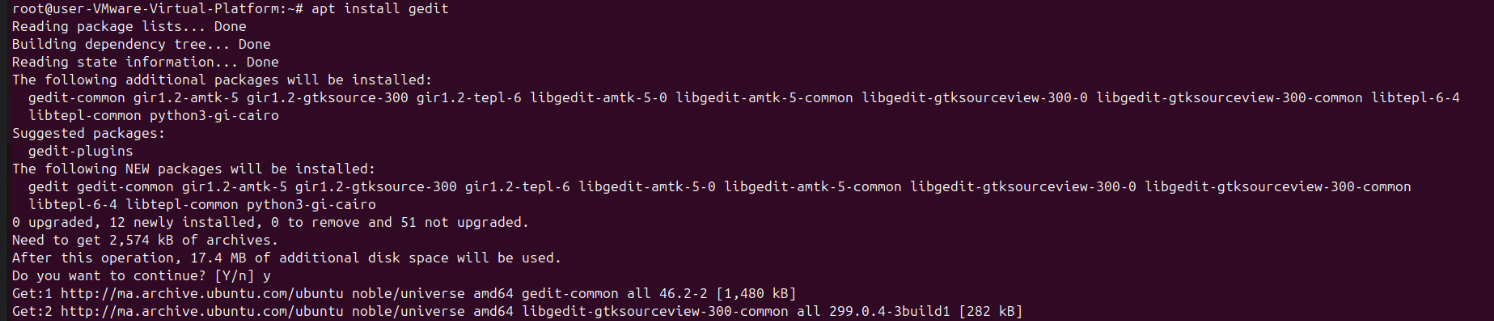 root@user-VMware-Virtual-Platform:~# apt install gedit
Reading package lists... Done
Building dependency tree... Done
Reading state information... Done
The following additional packages will be installed:
  gedit-common gir1.2-amtk-5 gir1.2-gtksource-300 gir1.2-tepl-6 libgedit-amtk-5-0 libgedit-amtk-5-common libgedit-gtksourceview-300-0 libgedit-gtksourceview-300-common libtepl-6-4
  libtepl-common python3-gi-cairo
Suggested packages:
  gedit-plugins
The following NEW packages will be installed:
  gedit gedit-common gir1.2-amtk-5 gir1.2-gtksource-300 gir1.2-tepl-6 libgedit-amtk-5-0 libgedit-amtk-5-common libgedit-gtksourceview-300-0 libgedit-gtksourceview-300-common
  libtepl-6-4 libtepl-common python3-gi-cairo
0 upgraded, 12 newly installed, 0 to remove and 51 not upgraded.
Need to get 2,574 kB of archives.
After this operation, 17.4 MB of additional disk space will be used.
Do you want to continue? [Y/n] y
Get:1 http://ma.archive.ubuntu.com/ubuntu noble/universe amd64 gedit-common all 46.2-2 [1,480 kB]
Get:2 http://ma.archive.ubuntu.com/ubuntu noble/universe amd64 libgedit-gtksourceview-300-common all 299.0.4-3build1 [282 kB]